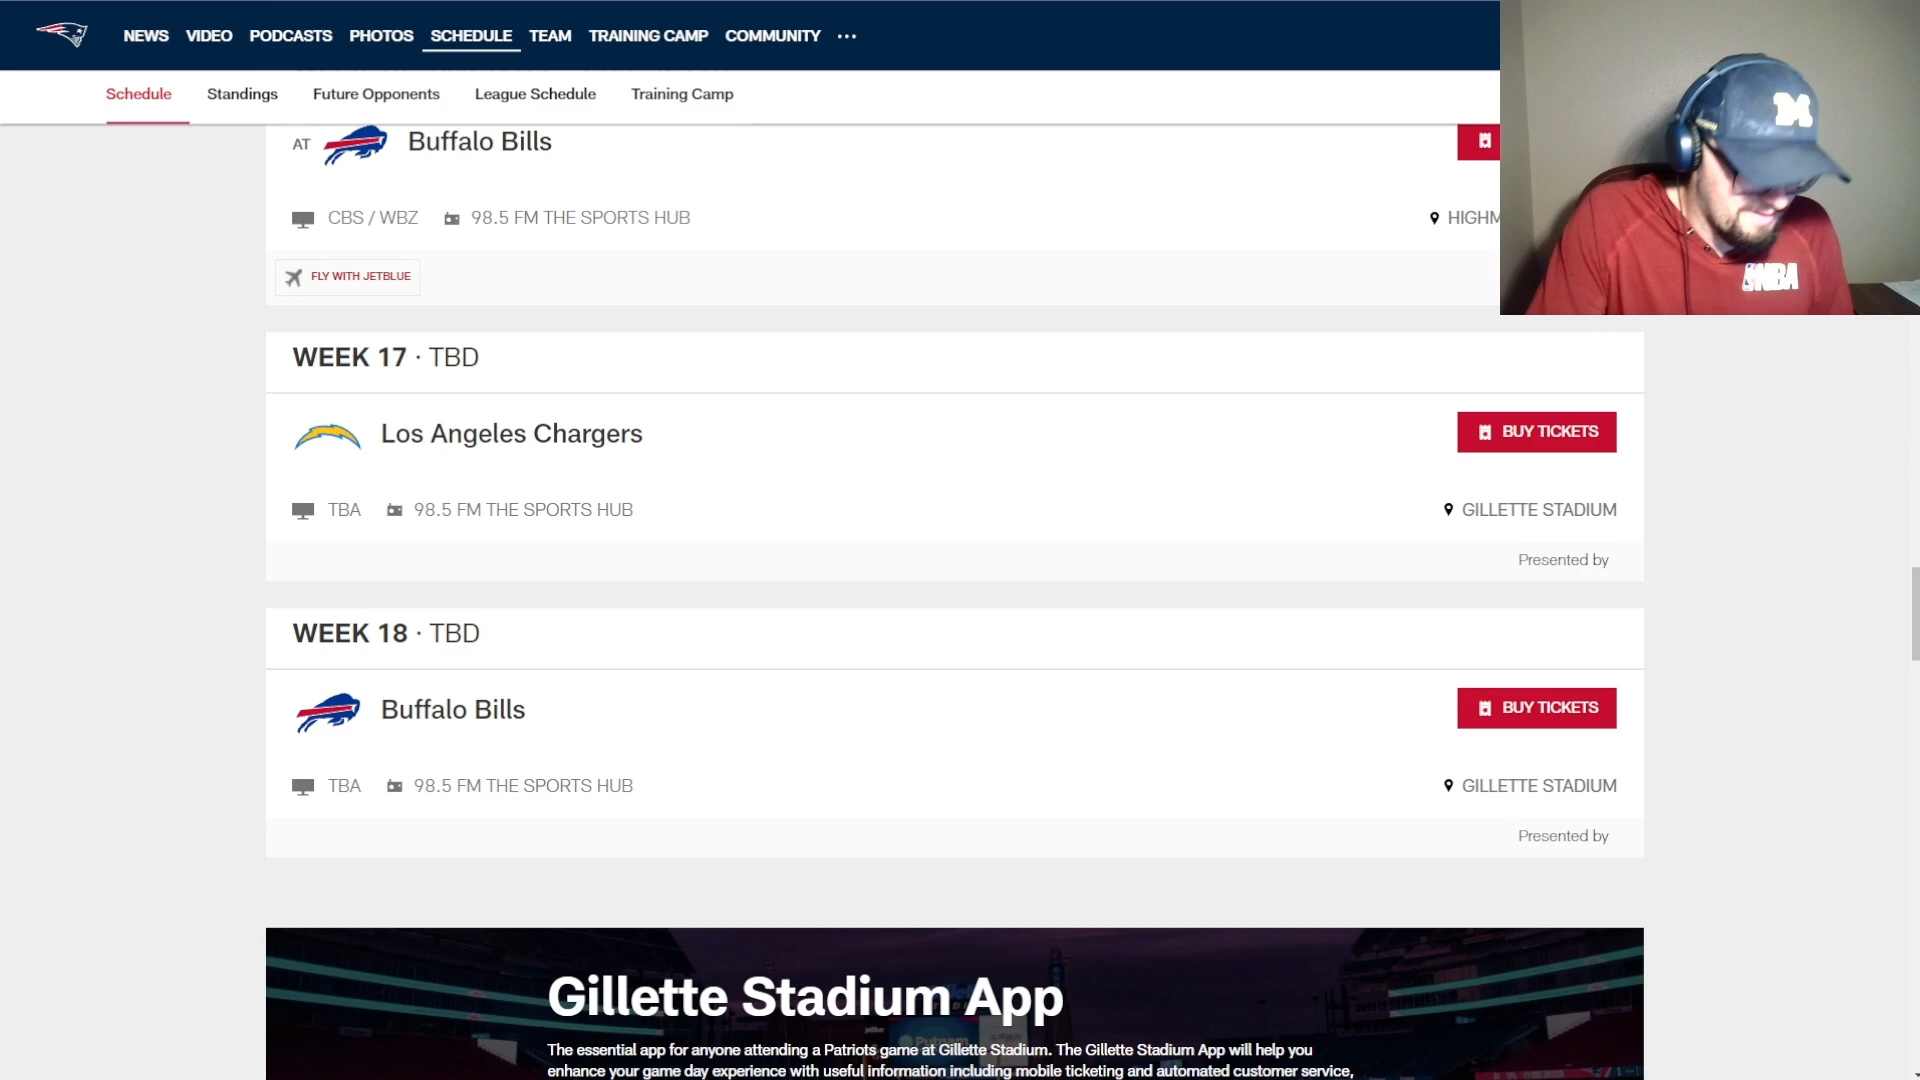 NEWS VIDEO PODCASTS PHOTOS SCHEDULE TEAM TRAINING CAMP COMMUNITY ...
Schedule Standings Future Opponents League Schedule Training Camp
AT Buffalo Bills
CBS / WBZ 98.5 FM THE SPORTS HUB HIGHM
FLY WITH JETBLUE
M
NBA
WEEK 17 · TBD
Los Angeles Chargers BUY TICKETS
TBA 98.5 FM THE SPORTS HUB GILLETTE STADIUM
Presented by
WEEK 18 · TBD
Buffalo Bills BUY TICKETS
TBA 98.5 FM THE SPORTS HUB GILLETTE STADIUM
Presented by
Gillette Stadium App
The essential app for anyone attending a Patriots game at Gillette Stadium. The Gillette Stadium App will help you
enhance your game day experience with useful information including mobile ticketing and automated customer service,